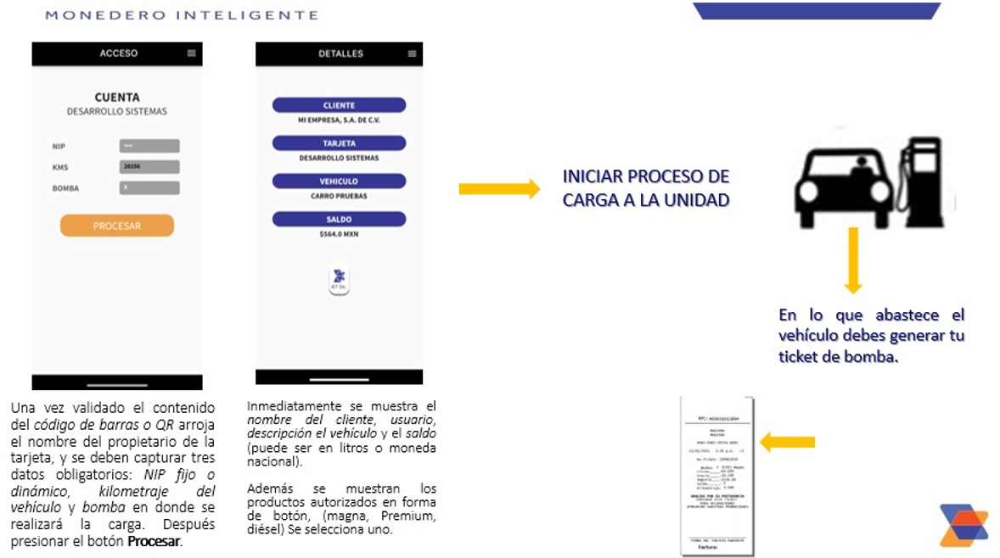 MONEDERO INTELIGENTE
ACCESO
CUENTA
DESARROLLO SISTEMAS
NIP
KMS 20256
BOMBA 5
PROCESAR
Una vez validado el contenido
del código de barras o QR arroja
el nombre del propietario de la
tarjeta, y se deben capturar tres
datos obligatorios: NIP fijo o
dinámico, kilometraje del
vehículo y bomba en donde se
realizará la carga. Después
presionar el botón Procesar.
DETALLES
CLIENTE
MI EMPRESA, S.A. DE C.V.
TARJETA
DESARROLLO SISTEMAS
VEHICULO
CARRO PRUEBAS
SALDO
$564.0 MXN
87 Oc.
Inmediatamente se muestra el
nombre del cliente, usuario,
descripción el vehículo y el saldo
(puede ser en litros o moneda
nacional).
Además se muestran los
productos autorizados en forma
de botón, (magna, Premium,
diésel) Se selecciona uno.
INICIAR PROCESO DE
CARGA A LA UNIDAD
En lo que abastece el
vehículo debes generar tu
ticket de bomba.
GRACIAS POR SU PREFERENCIA
Factura: